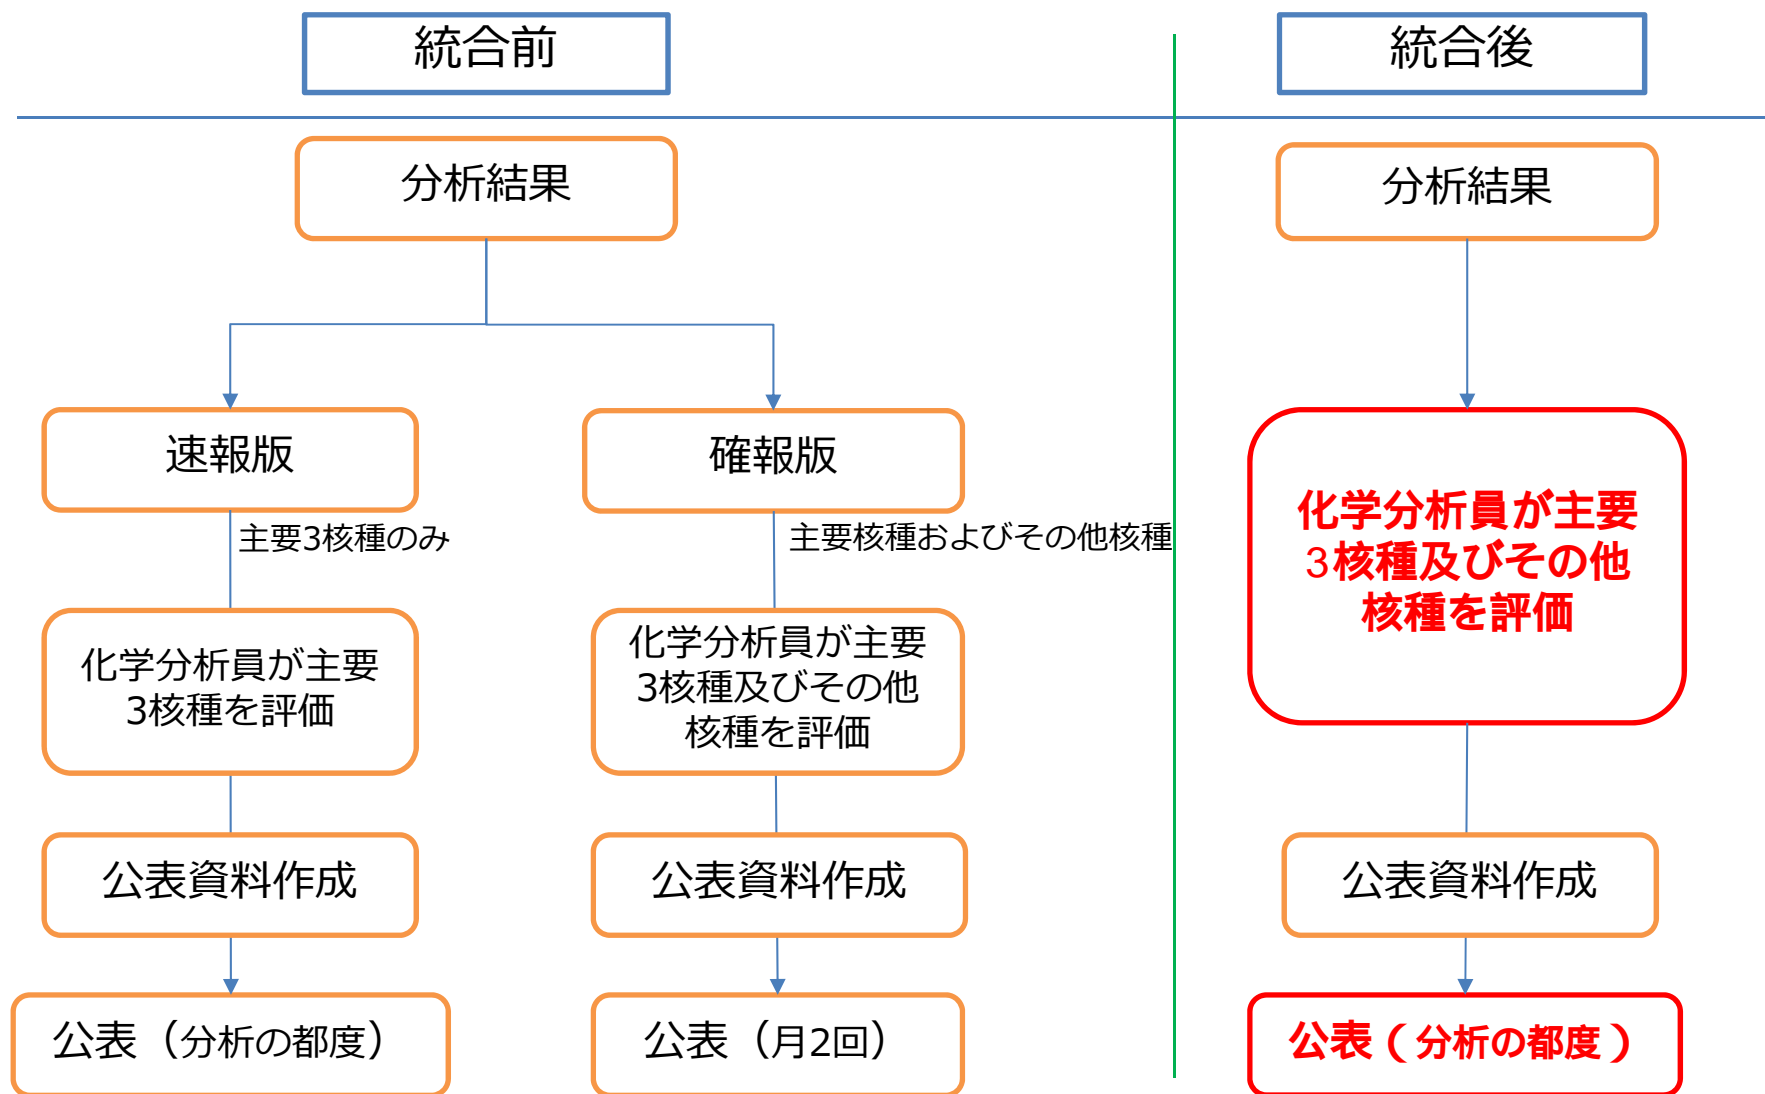 統合前
統合後
分析結果
分析結果
速報版
確報版
主要3核種のみ
主要核種およびその他核種
化学分析員が主要
3核種を評価
化学分析員が主要
3核種及びその他
核種を評価
化学分析員が主要
3核種及びその他
核種を評価
公表資料作成
公表資料作成
公表資料作成
公表（分析の都度）
公表（月2回）
公表（分析の都度）